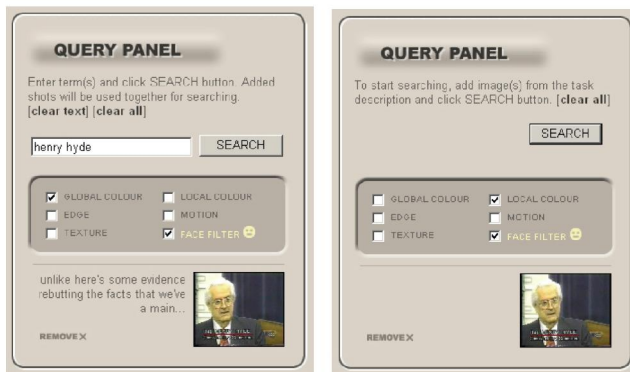 QUERY PANEL
Enter term(s) and click SEARCH button. Added
shots will be used together for searching.
[clear text] [clear all]
henry hyde
SEARCH
GLOBAL COLOUR
LOCAL COLOUR
EDGE
MOTION
TEXTURE
FACE FILTER
unlike here's some evidence
rebutting the facts that we've
a main...
REMOVE X
QUERY PANEL
To start searching, add image(s) from the task
description and click SEARCH button. [clear all]
SEARCH
GLOBAL COLOUR
LOCAL COLOUR
EDGE
MOTION
TEXTURE
FACE FILTER
REMOVE X